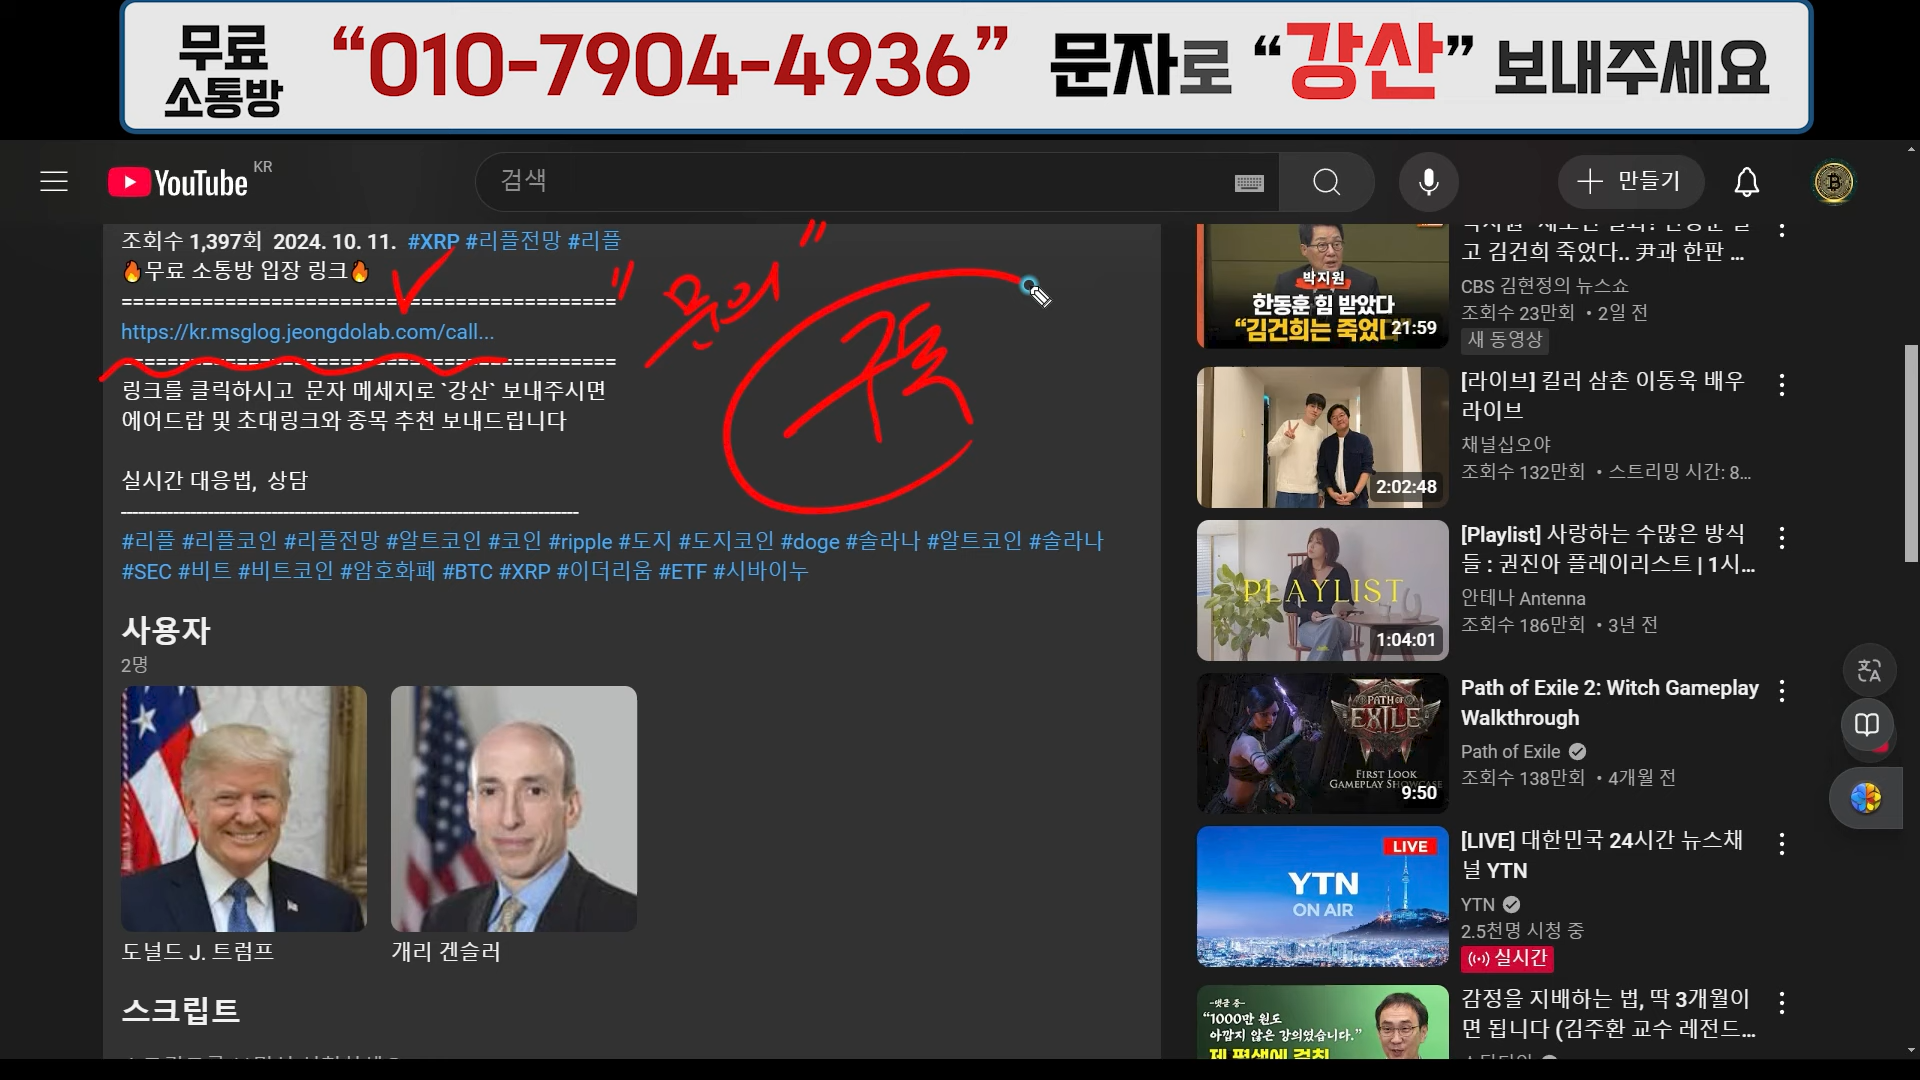 무료
소통방
“010-7904-4936” 문자로 “강산” 보내주세요
YouTube KR
검색
만들기
조회수 1,397회 2024. 10. 11. #XRP #리플전망 #리플
🔥무료 소통방 입장 링크🔥
===========================================
https://kr.msglog.jeongdolab.com/call...
===========================================
링크를 클릭하시고 문자 메세지로 `강산` 보내주시면
에어드랍 및 초대링크와 종목 추천 보내드립니다
실시간 대응법, 상담
"문의"
구독
#리플 #리플코인 #리플전망 #알트코인 #코인 #ripple #도지 #도지코인 #doge #솔라나 #알트코인 #솔라나
#SEC #비트 #비트코인 #암호화폐 #BTC #XRP #이더리움 #ETF #시바이누
사용자
2명
도널드 J. 트럼프
개리 겐슬러
스크립트
박지원
한동훈 힘 받았다
“김건희는 죽었다
21:59
고 김건희 죽었다.. 尹과 한판 ...
CBS 김현정의 뉴스쇼
조회수 23만회 • 2일 전
새 동영상
2:02:48
[라이브] 킬러 삼촌 이동욱 배우
라이브
채널십오야
조회수 132만회 • 스트리밍 시간: 8...
PLAYLIST
1:04:01
[Playlist] 사랑하는 수많은 방식
들 : 권진아 플레이리스트 | 1시...
안테나 Antenna
조회수 186만회 • 3년 전
PATH OF
EXILE
FIRST LOOK
GAMEPLAY SHOWCASE
9:50
Path of Exile 2: Witch Gameplay
Walkthrough
Path of Exile
조회수 138만회 • 4개월 전
LIVE
YTN
ON AIR
[LIVE] 대한민국 24시간 뉴스채
널 YTN
YTN
2.5천명 시청 중
실시간
-댓글 중-
“1000만 원도
아깝지 않은 강의였습니다.”
감정을 지배하는 법, 딱 3개월이
면 됩니다 (김주환 교수 레전드...